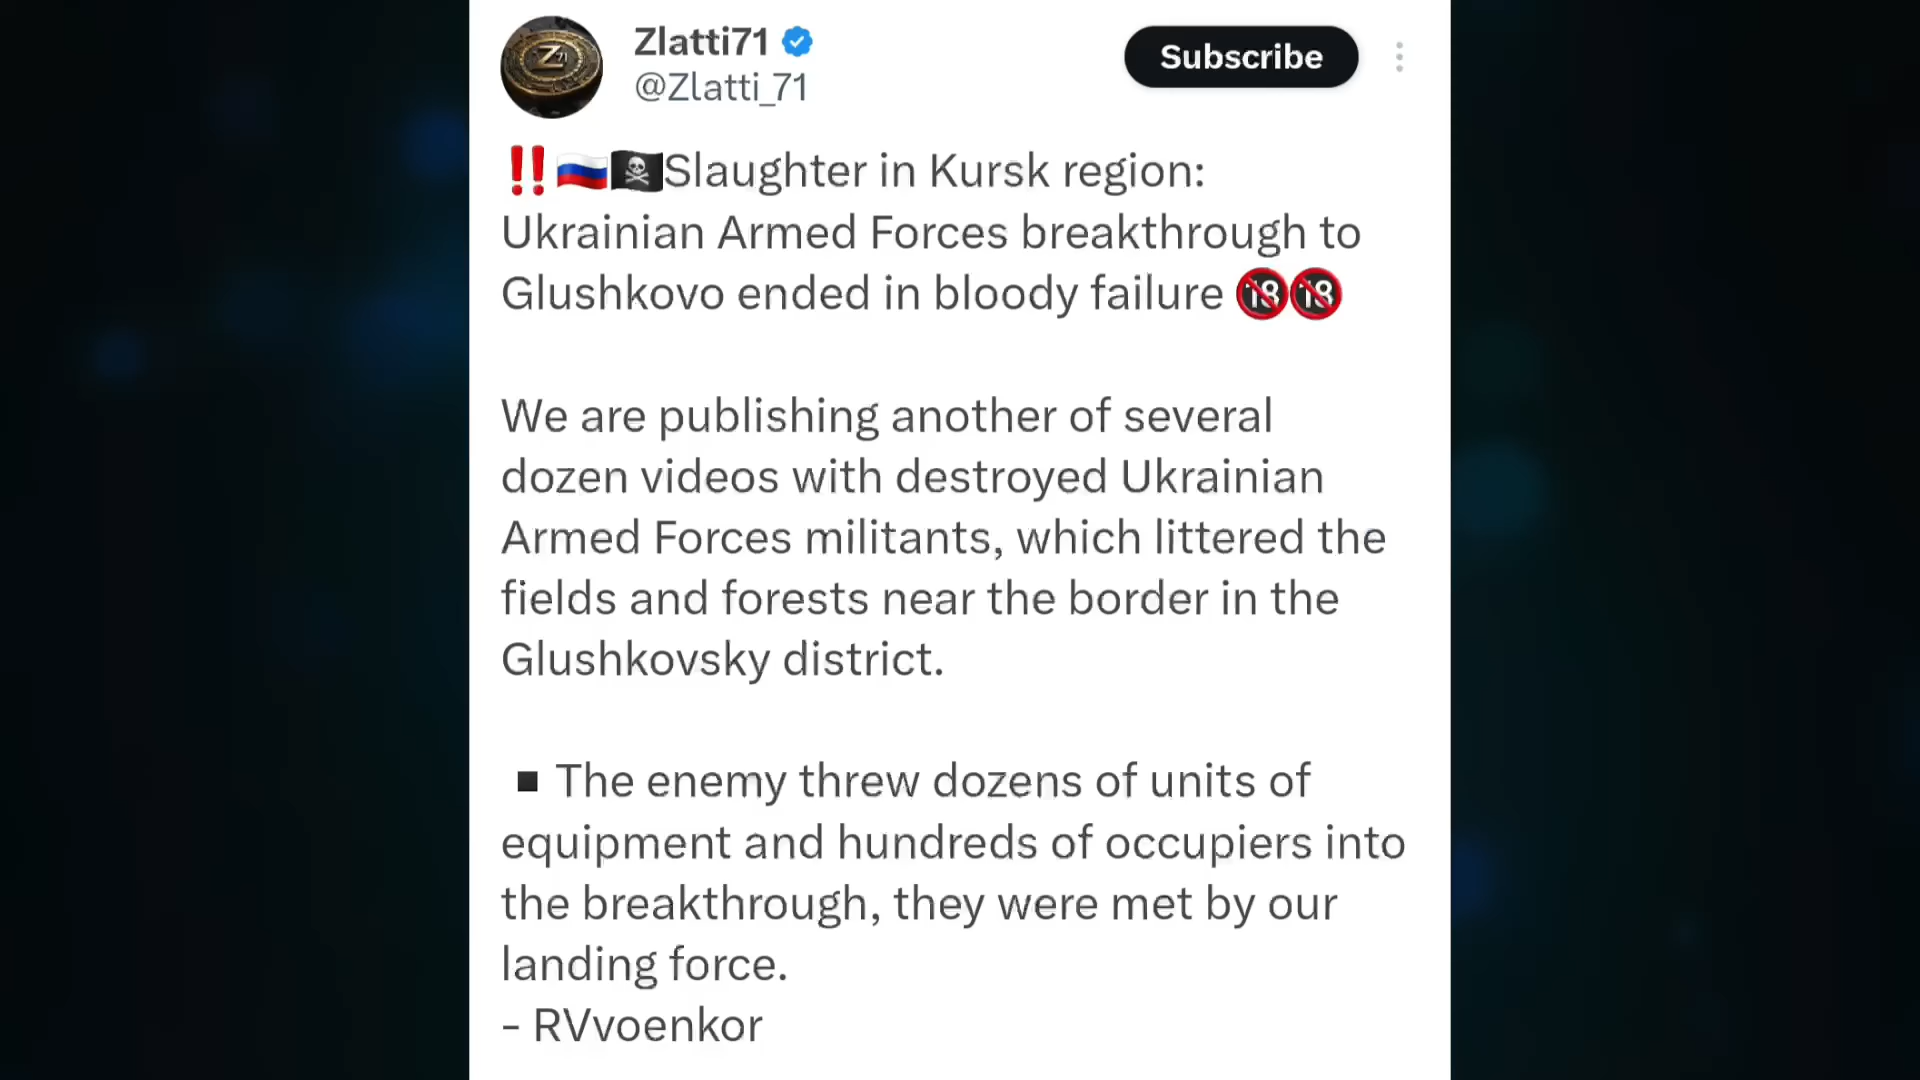 Zlatti71
@Zlatti_71
Subscribe
‼️🇷🇺🏴‍☠️Slaughter in Kursk region:
Ukrainian Armed Forces breakthrough to
Glushkovo ended in bloody failure 🔞🔞
We are publishing another of several
dozen videos with destroyed Ukrainian
Armed Forces militants, which littered the
fields and forests near the border in the
Glushkovsky district.
▪️The enemy threw dozens of units of
equipment and hundreds of occupiers into
the breakthrough, they were met by our
landing force.
- RVvoenkor